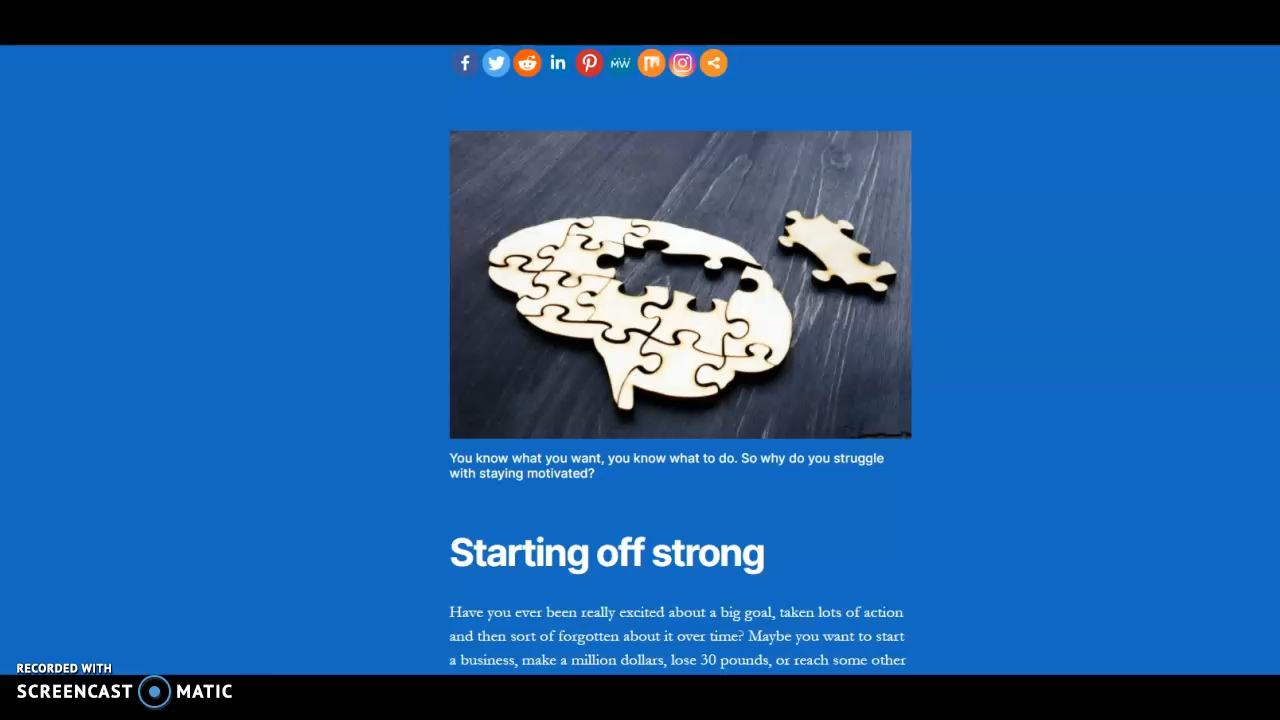 You know what you want, you know what to do. So why do you struggle
with staying motivated?
Starting off strong
Have you ever been really excited about a big goal, taken lots of action
and then sort of forgotten about it over time? Maybe you want to start
a business, make a million dollars, lose 30 pounds, or reach some other
RECORDED WITH
SCREENCAST MATIC